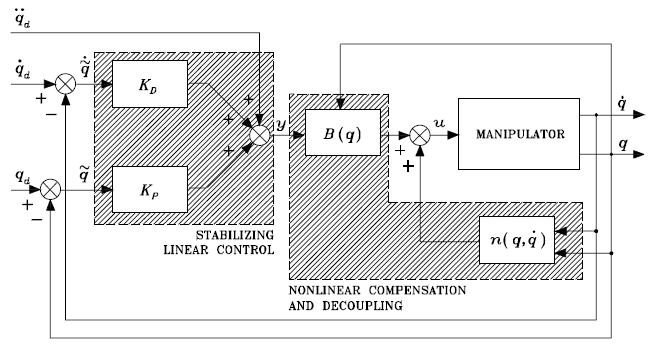 q̈_d
q̇_d
+
−
q̇̃
K_D
+
+
+
y
B(q)
+
+
u
MANIPULATOR
q̇
q
q_d
+
−
q̃
K_P
STABILIZING
LINEAR CONTROL
n(q,q̇)
NONLINEAR COMPENSATION
AND DECOUPLING